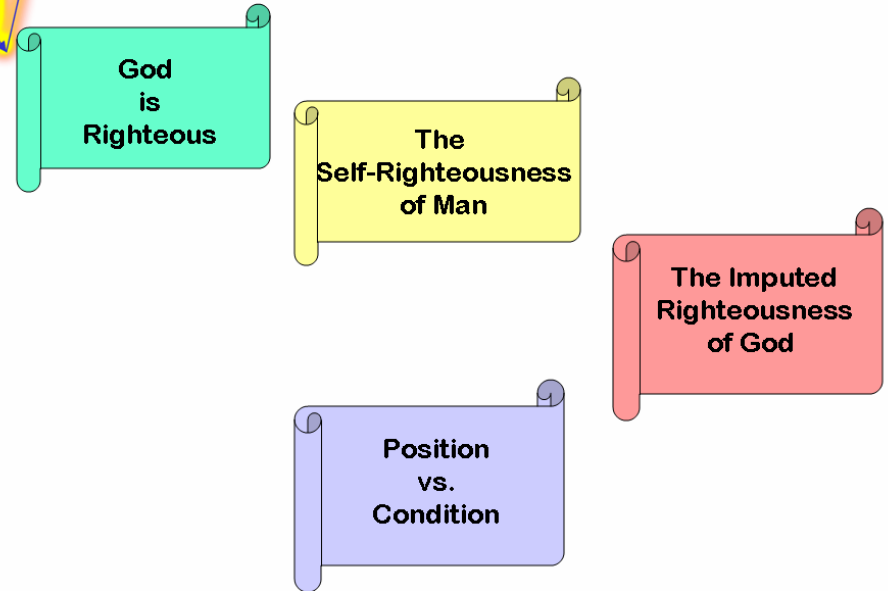 God
is
Righteous
The
Self-Righteousness
of Man
The Imputed
Righteousness
of God
Position
vs.
Condition